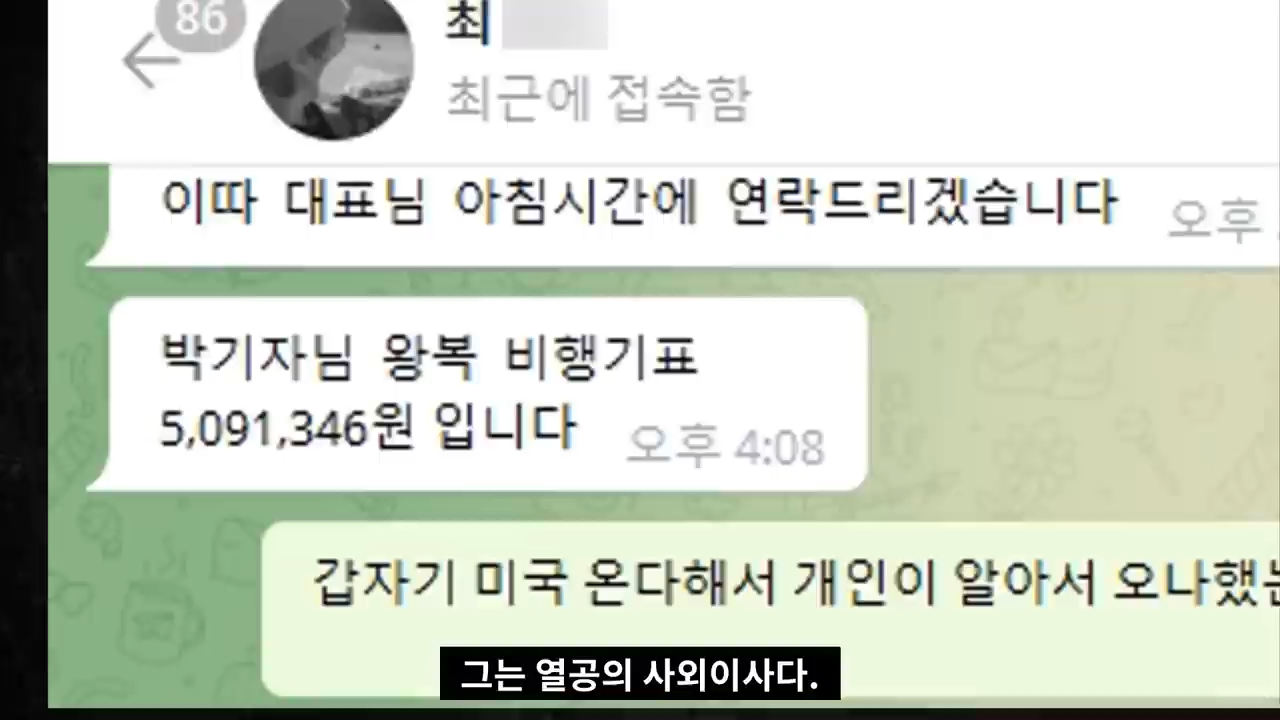 86
최
최근에 접속함
이따 대표님 아침시간에 연락드리겠습니다
오후
박기자님 왕복 비행기표
5,091,346원 입니다
오후 4:08
갑자기 미국 온다해서 개인이 알아서 오나했는
그는 열공의 사외이사다.